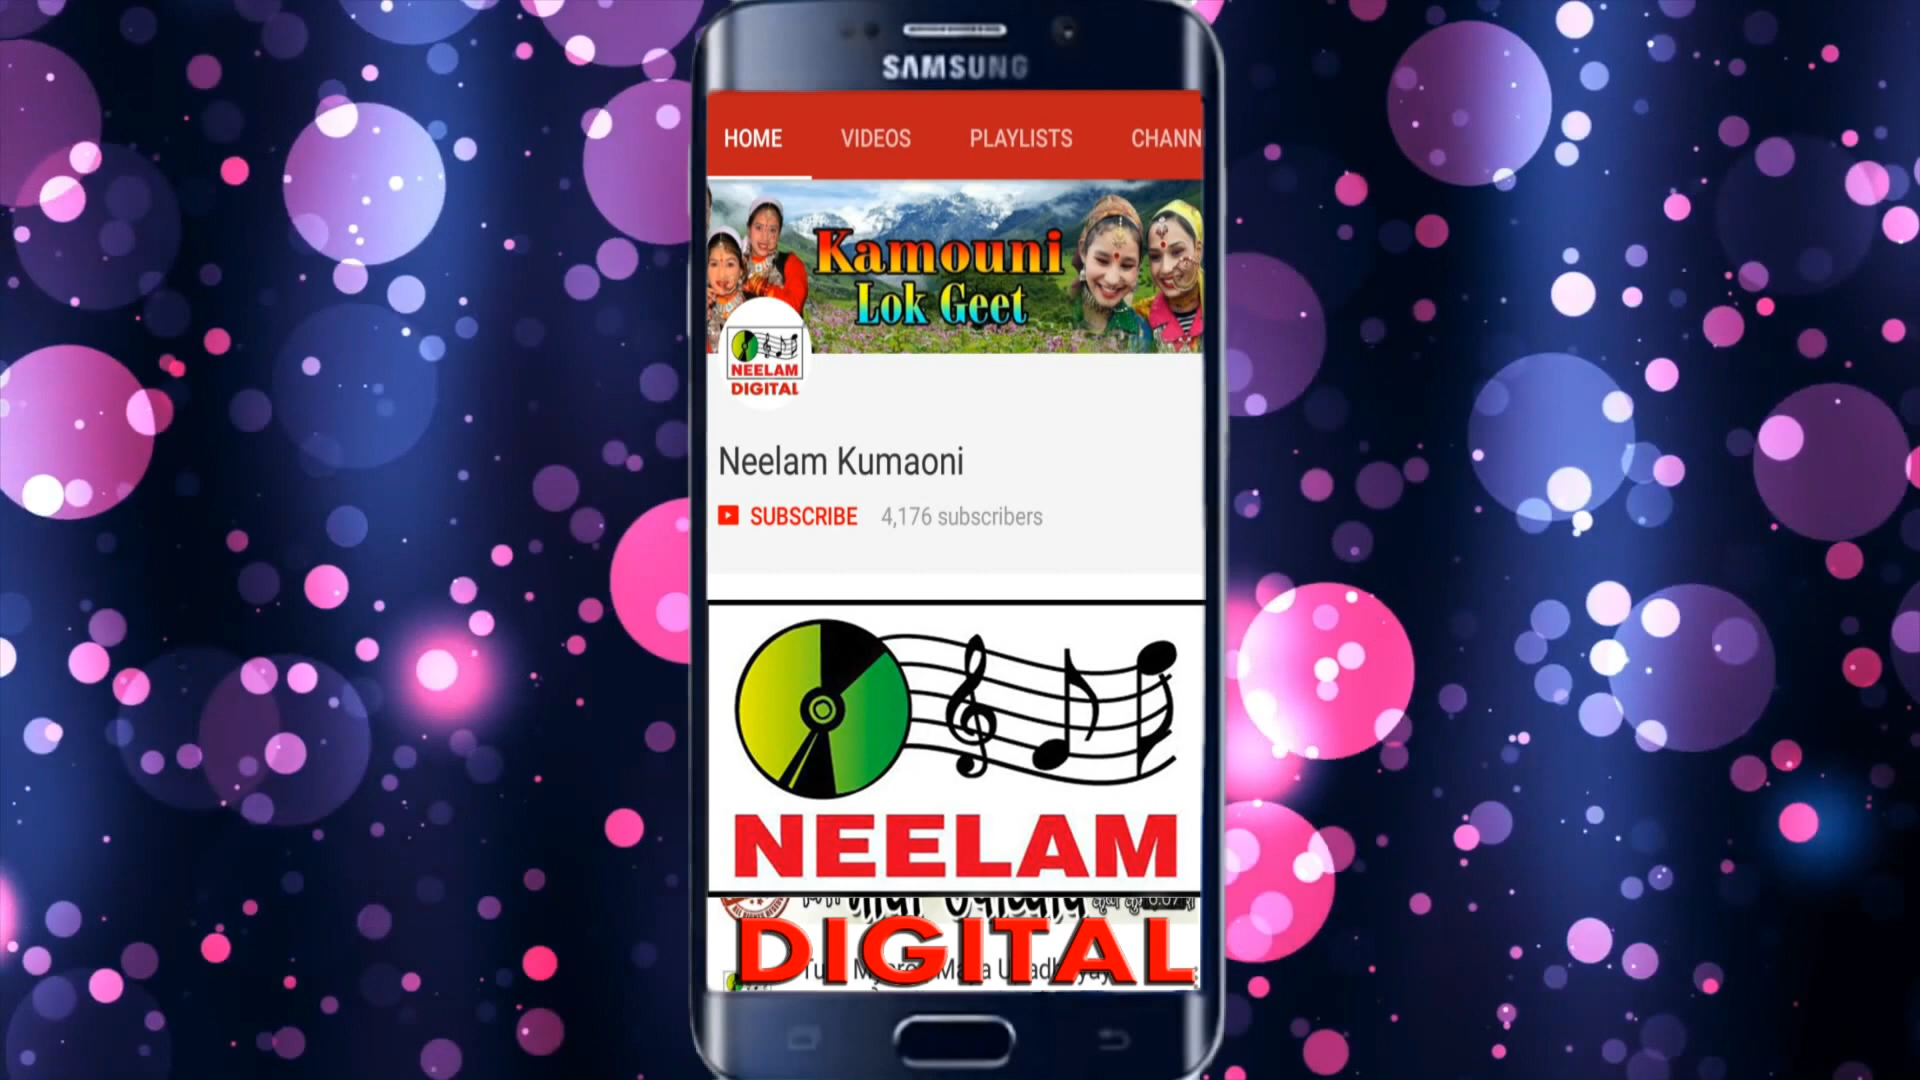 SAMSUNG
HOME VIDEOS PLAYLISTS CHANN
Kamouni
Lok Geet
NEELAM
DIGITAL
Neelam Kumaoni
SUBSCRIBE 4,176 subscribers
NEELAM
DIGITAL